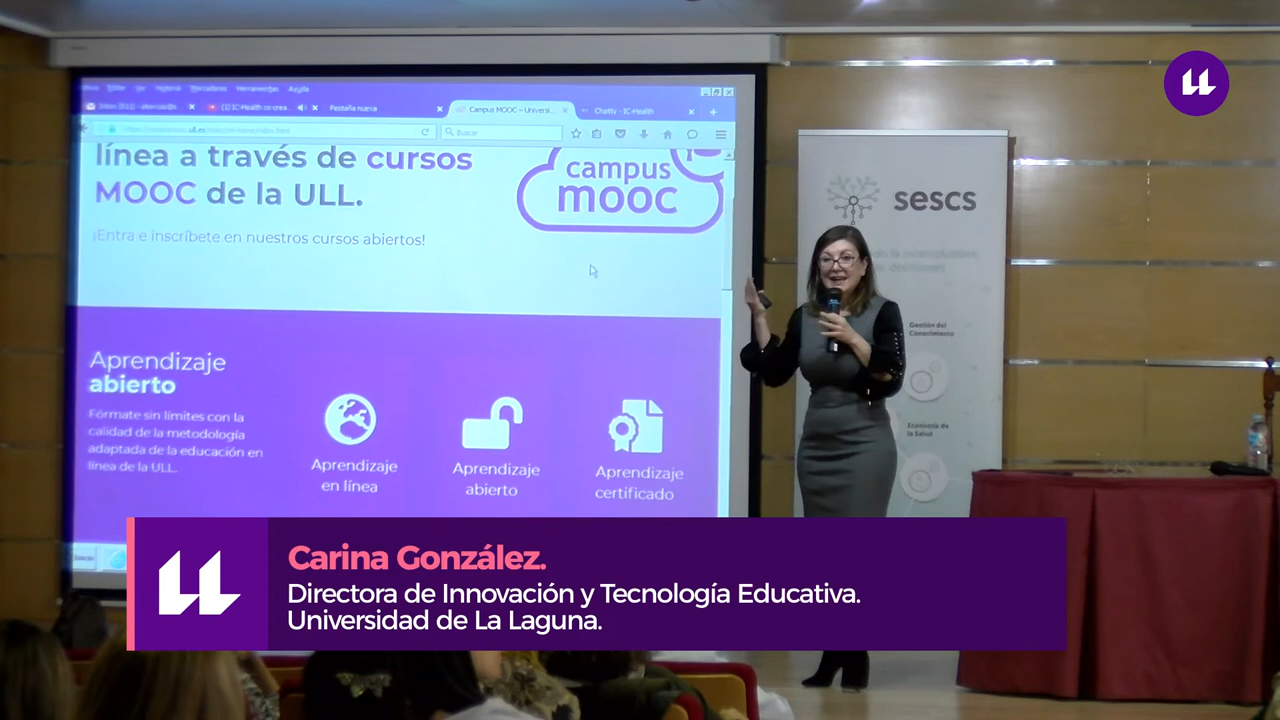 Herramientas Ayuda
Campus MOOC – Universi...
Pestaña nueva
Chatty - IC-Health
Buscar
línea a través de cursos
MOOC de la ULL.
¡Entra e inscríbete en nuestros cursos abiertos!
campus
mooc
Aprendizaje
abierto
Fórmate sin límites con la
calidad de la metodología
adaptada de la educación en
línea de la ULL.
Aprendizaje
en línea
Aprendizaje
abierto
Aprendizaje
certificado
sescs
Gestión del
Conocimiento
Economía de
la Salud
Carina González.
Directora de Innovación y Tecnología Educativa.
Universidad de La Laguna.